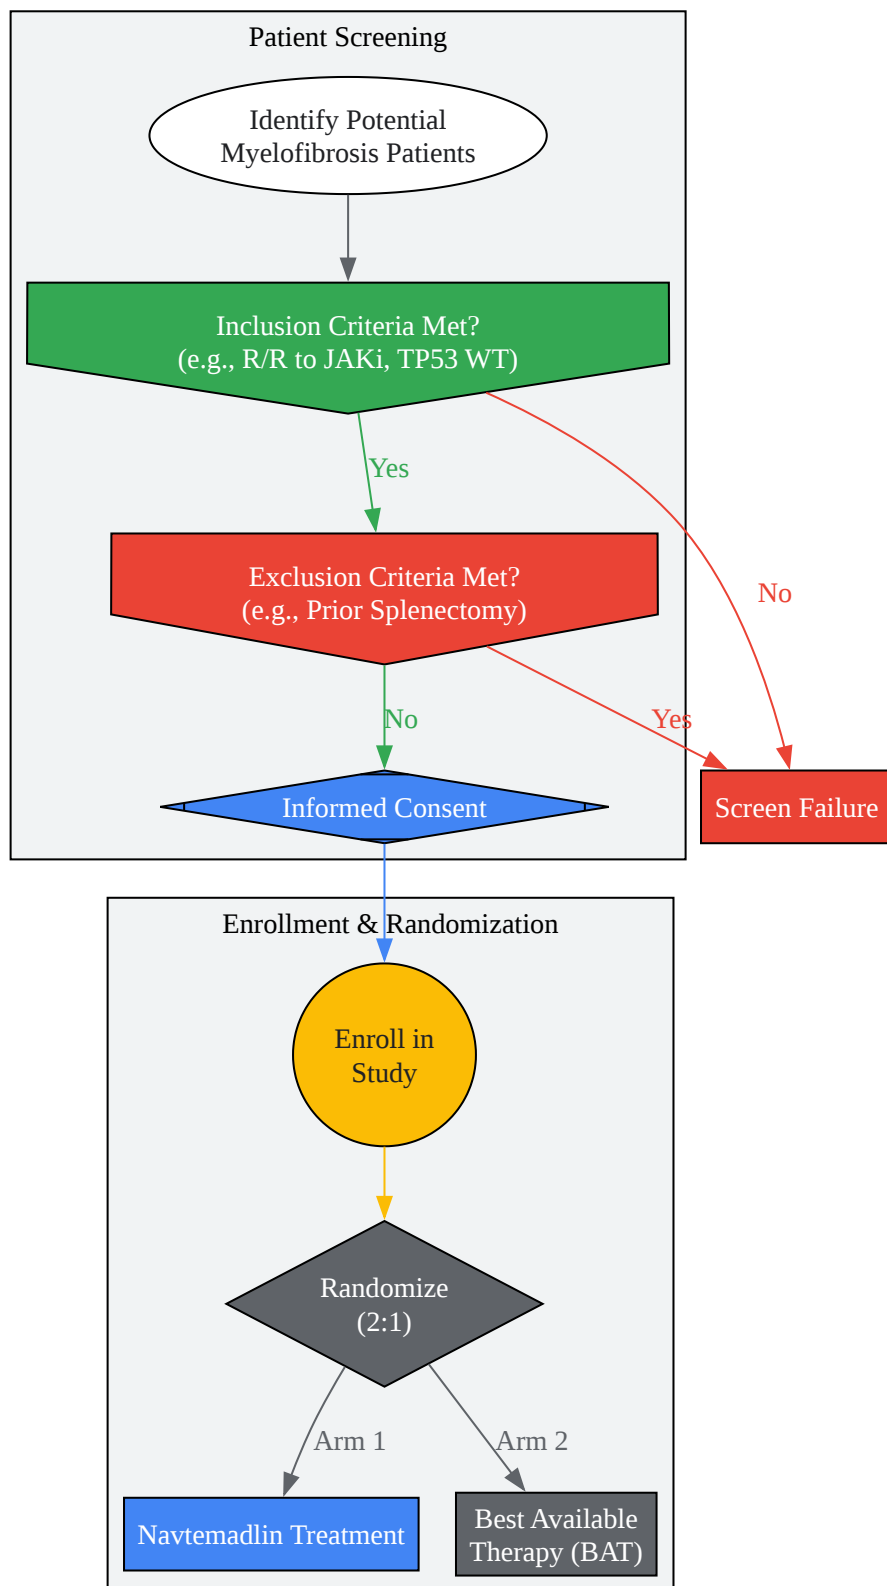 Patient Screening
Identify Potential
Myelofibrosis Patients
Inclusion Criteria Met?
(e.g., R/R to JAKi, TP53 WT)
Yes
No
Exclusion Criteria Met?
(e.g., Prior Splenectomy)
No
Yes
Informed Consent
Screen Failure
Enrollment & Randomization
Enroll in
Study
Randomize
(2:1)
Arm 1
Arm 2
Navtemadlin Treatment
Best Available
Therapy (BAT)